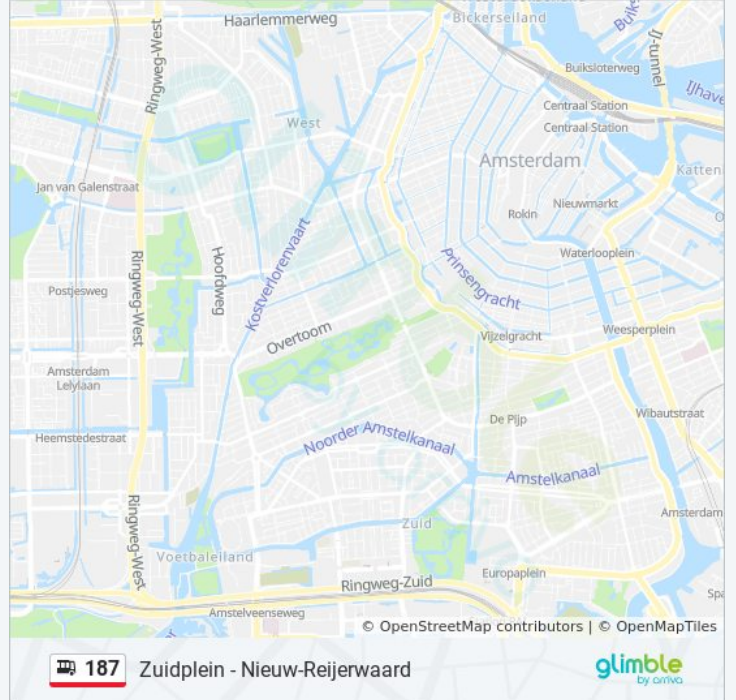 Haarlemmerweg
Bickerseiland
Ringweg-West
Buiksloterweg
IJ-tunnel
Centraal Station
Centraal Station
West
Amsterdam
Jan van Galenstraat
Rokin
Nieuwmarkt
Waterlooplein
Kostverlorenvaart
Hoofdweg
Ringweg-West
Postjesweg
Prinsengracht
Overtoom
Vijzelgracht
Weesperplein
Amsterdam
Lelylaan
De Pijp
Wibautstraat
Heemstedestraat
Noorder Amstelkanaal
Amstelkanaal
Ringweg-West
Amsterdam
Zuid
Voetbaleiland
Europaplein
Ringweg-Zuid
Amstelveenseweg
© OpenStreetMap contributors | © OpenMapTiles
187 Zuidplein - Nieuw-Reijerwaard
glimble
by arriva